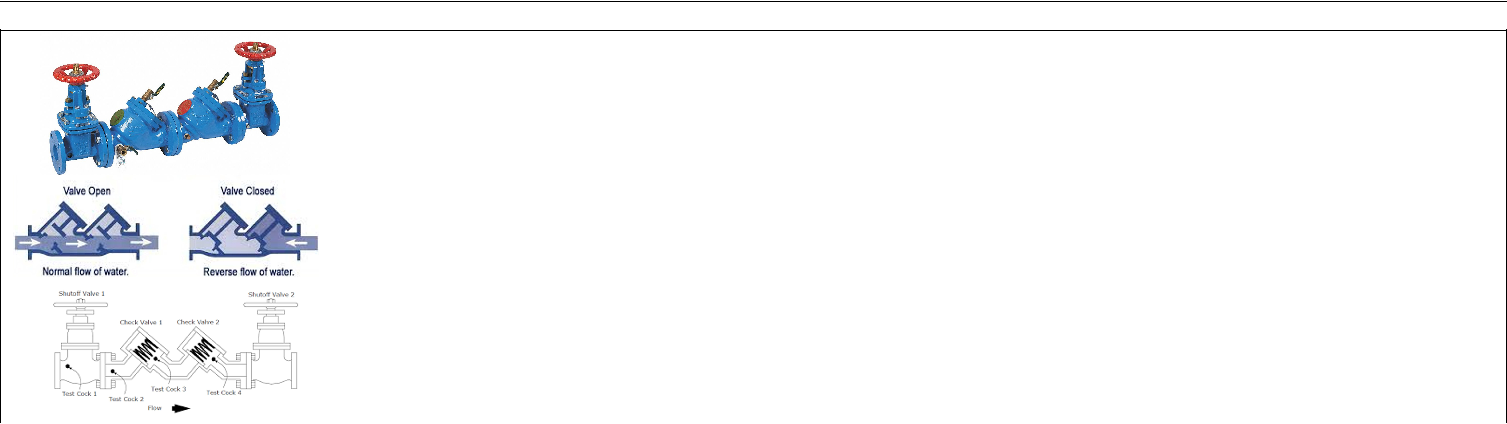 Valve Open
Valve Closed
Normal flow of water.
Reverse flow of water.
Shutoff Valve 1
Shutoff Valve 2
Check Valve 1
Check Valve 2
Test Cock 1
Test Cock 2
Test Cock 3
Test Cock 4
Flow